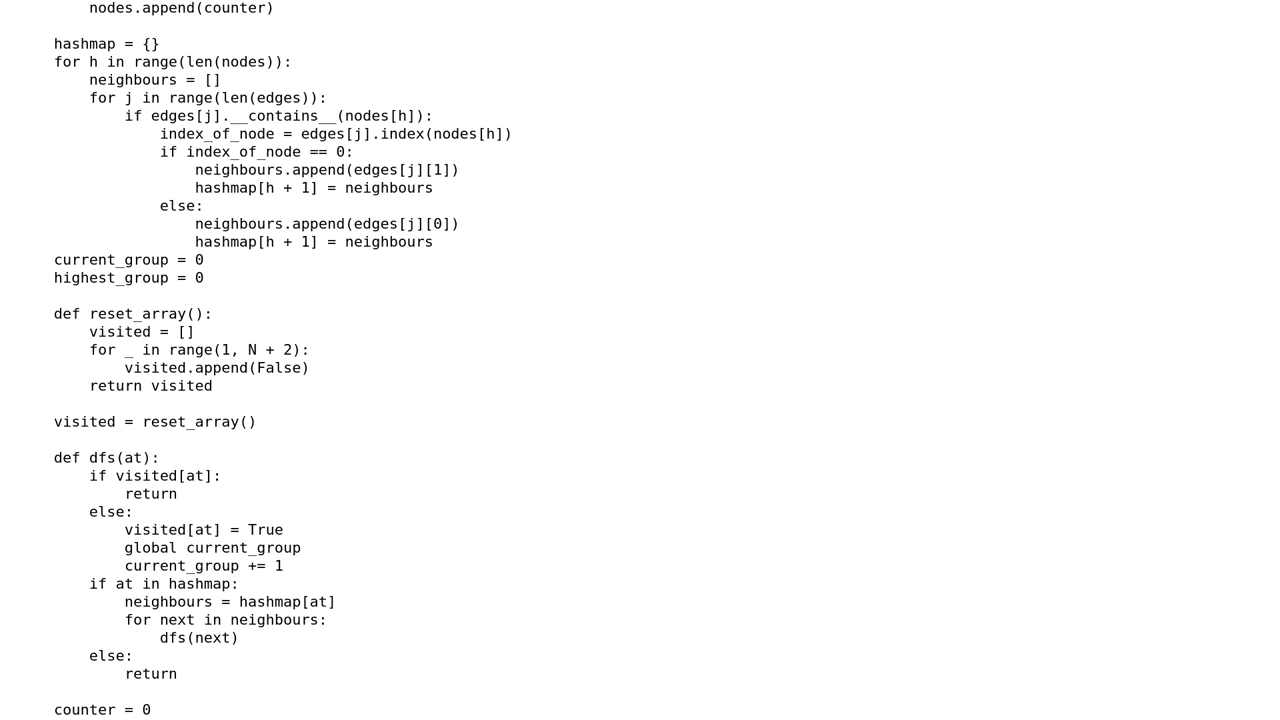 nodes.append(counter)

    hashmap = {}
    for h in range(len(nodes)):
        neighbours = []
        for j in range(len(edges)):
            if edges[j].__contains__(nodes[h]):
                index_of_node = edges[j].index(nodes[h])
                if index_of_node == 0:
                    neighbours.append(edges[j][1])
                    hashmap[h + 1] = neighbours
                else:
                    neighbours.append(edges[j][0])
                    hashmap[h + 1] = neighbours
    current_group = 0
    highest_group = 0

    def reset_array():
        visited = []
        for _ in range(1, N + 2):
            visited.append(False)
        return visited

    visited = reset_array()

    def dfs(at):
        if visited[at]:
            return
        else:
            visited[at] = True
            global current_group
            current_group += 1
        if at in hashmap:
            neighbours = hashmap[at]
            for next in neighbours:
                dfs(next)
        else:
            return

    counter = 0